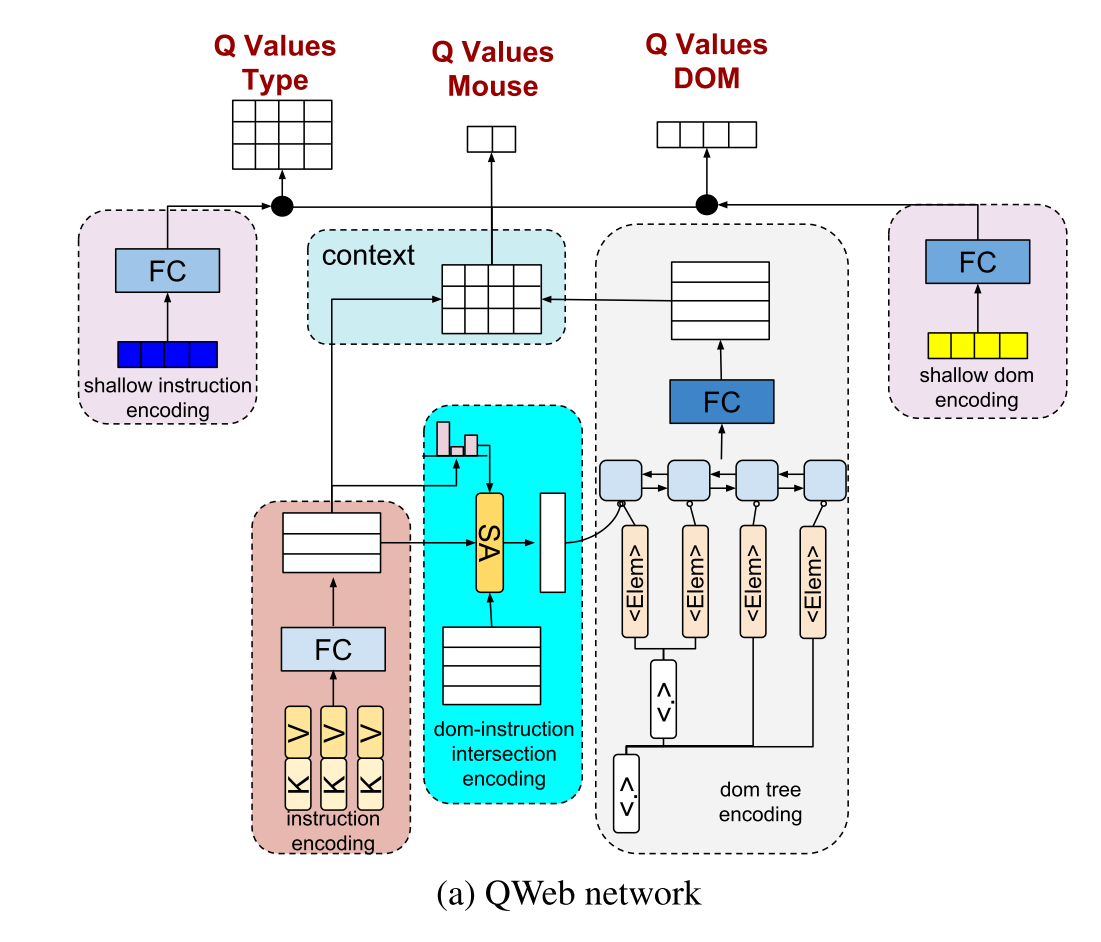 Q Values
Type
Q Values
Mouse
Q Values
DOM
context
FC
shallow instruction
encoding
FC
shallow dom
encoding
FC
SA
<Elem>
<Elem>
<Elem>
<Elem>
<.>
<.>
FC
V
V
V
K
K
K
instruction
encoding
dom-instruction
intersection
encoding
dom tree
encoding
(a) QWeb network